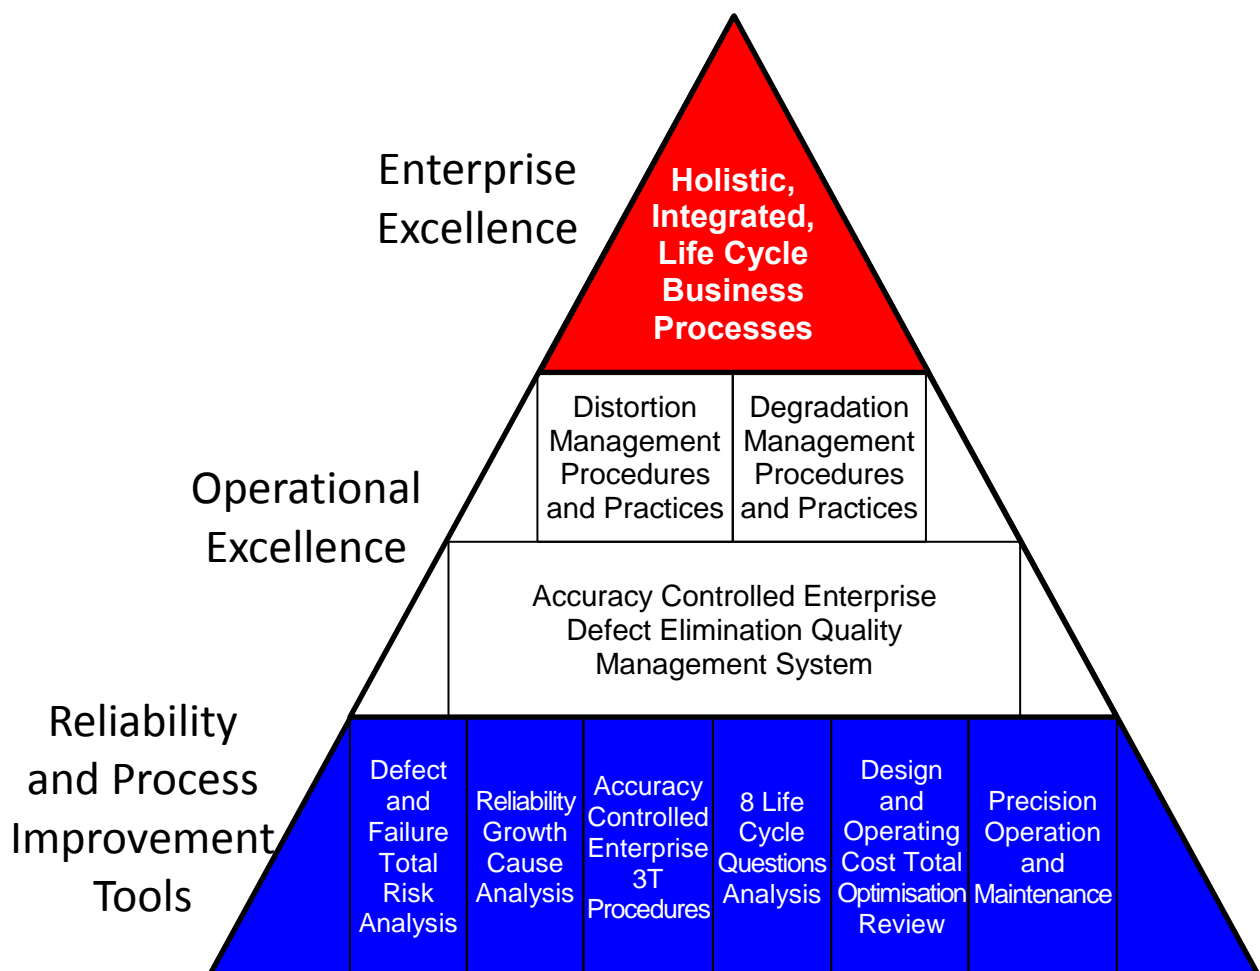 Enterprise
Excellence
Holistic,
Integrated,
Life Cycle
Business
Processes
Operational
Excellence
Distortion
Management
Procedures
and Practices
Degradation
Management
Procedures
and Practices
Accuracy Controlled Enterprise
Defect Elimination Quality
Management System
Reliability
and Process
Improvement
Tools
Defect
and
Failure
Total
Risk
Analysis
Reliability
Growth
Cause
Analysis
Accuracy
Controlled
Enterprise
3T
Procedures
8 Life
Cycle
Questions
Analysis
Design
and
Operating
Cost Total
Optimisation
Review
Precision
Operation
and
Maintenance